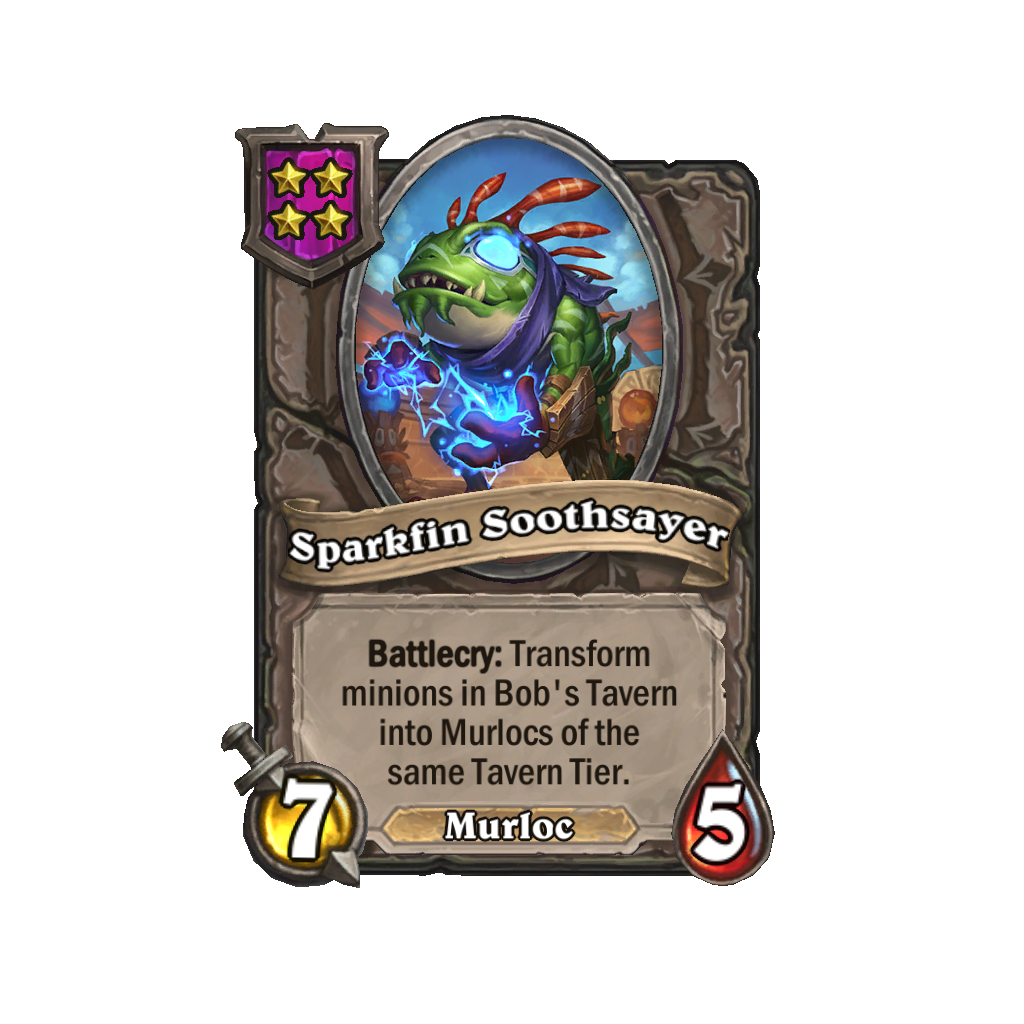 Sparkfin Soothsayer
Battlecry: Transform
minions in Bob's Tavern
into Murlocs of the
same Tavern Tier.
7
Murloc
5